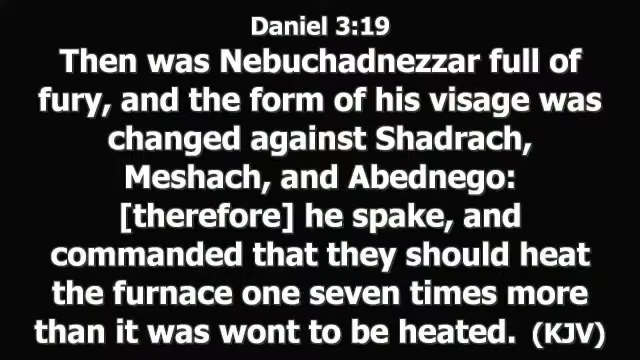 Daniel 3:19
Then was Nebuchadnezzar full of
fury, and the form of his visage was
changed against Shadrach,
Meshach, and Abednego:
[therefore] he spake, and
commanded that they should heat
the furnace one seven times more
than it was wont to be heated. (KJV)